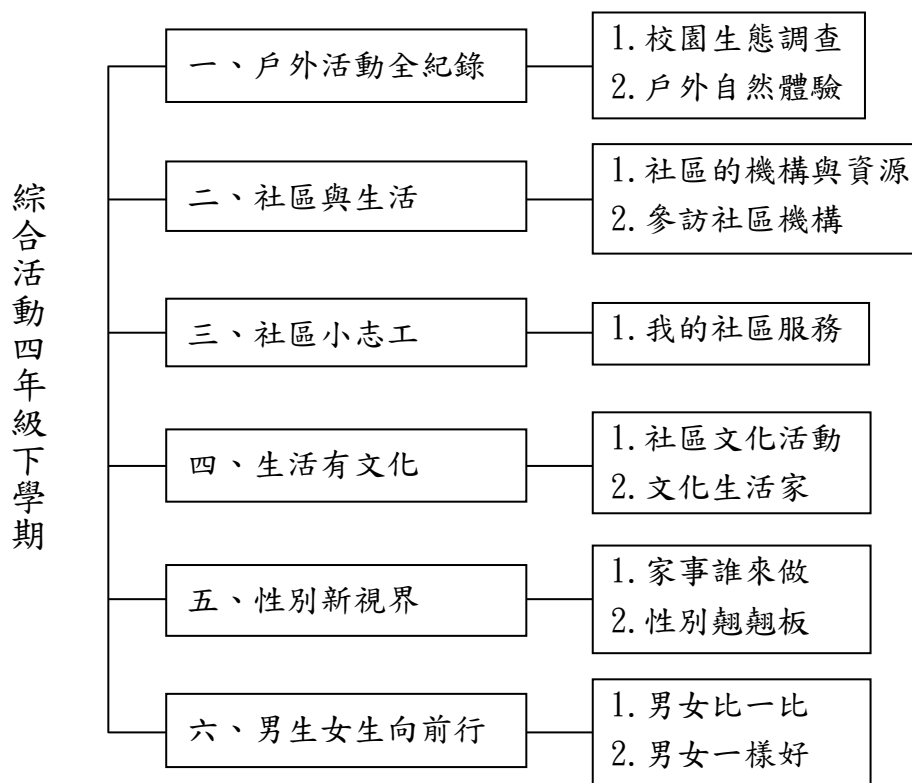 綜合活動四年級下學期
一、戶外活動全紀錄
1.校園生態調查
2.戶外自然體驗
二、社區與生活
1.社區的機構與資源
2.參訪社區機構
三、社區小志工
1.我的社區服務
四、生活有文化
1.社區文化活動
2.文化生活家
五、性別新視界
1.家事誰來做
2.性別翹翹板
六、男生女生向前行
1.男女比一比
2.男女一樣好